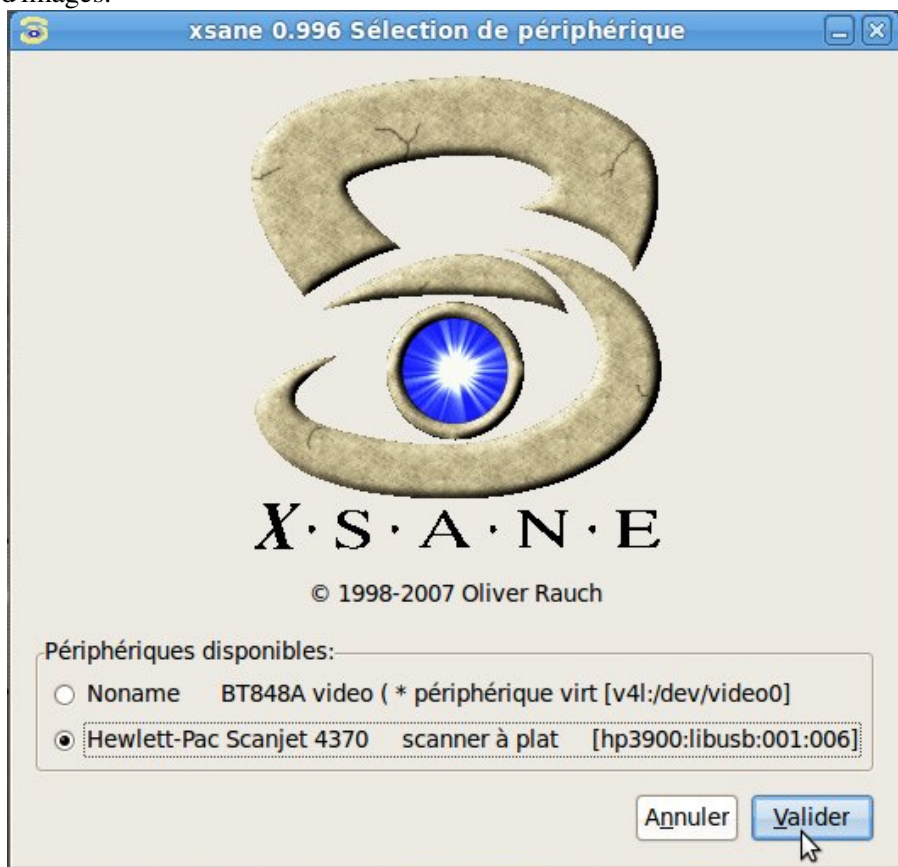 d'images.
xsane 0.996 Sélection de périphérique
X·S·A·N·E
© 1998-2007 Oliver Rauch
Périphériques disponibles:
Noname BT848A video ( * périphérique virt [v4l:/dev/video0]
Hewlett-Pac Scanjet 4370 scanner à plat [hp3900:libusb:001:006]
Annuler Valider